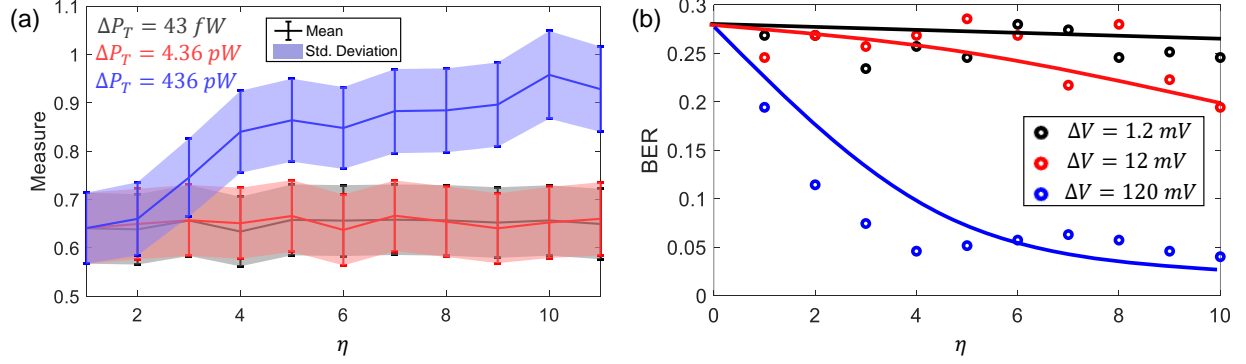 (a)
ΔP_T = 43 fW
ΔP_T = 4.36 pW
ΔP_T = 436 pW
Mean
Std. Deviation
1.1
1
0.9
0.8
0.7
0.6
0.5
Measure
2 4 6 8 10
η
(b)
0.3
0.25
0.2
0.15
0.1
0.05
0
BER
ΔV = 1.2 mV
ΔV = 12 mV
ΔV = 120 mV
0 2 4 6 8 10
η